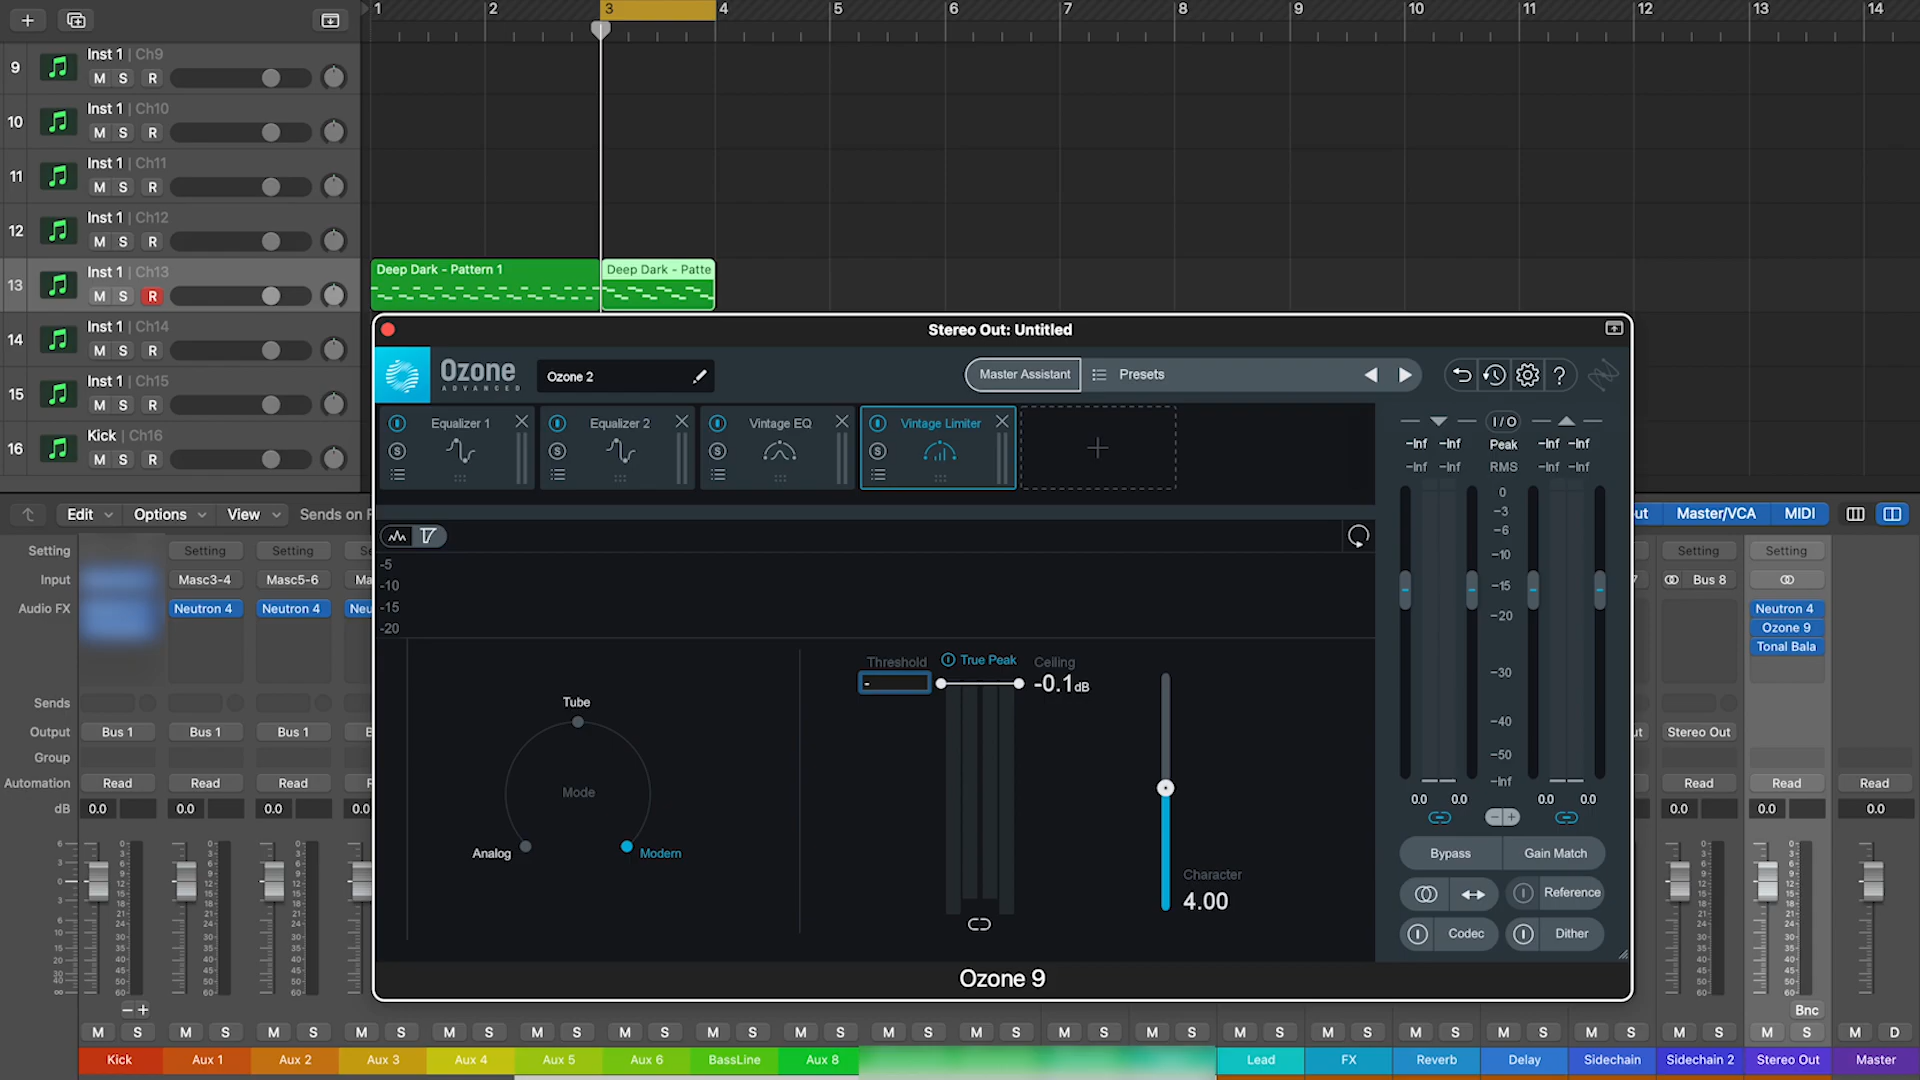 1 2 3 4 5 6 7 8 9 10 11 12 13 14
9 Inst 1 | Ch9
M S R
10 Inst 1 | Ch10
M S R
11 Inst 1 | Ch11
M S R
12 Inst 1 | Ch12
M S R
13 Inst 1 | Ch13
M S R
Deep Dark - Pattern 1 Deep Dark - Patte
14 Inst 1 | Ch14
M S R
15 Inst 1 | Ch15
M S R
16 Kick | Ch16
M S R
Stereo Out: Untitled
Ozone
ADVANCED
Ozone 2
Master Assistant Presets ?
Equalizer 1 Equalizer 2 Vintage EQ Vintage Limiter
S S S S
I/O
-Inf -Inf Peak -Inf -Inf
-Inf -Inf RMS -Inf -Inf
0
-3
-6
-10
-15
-20
-30
-40
-50
-Inf
0.0 0.0 0.0 0.0
Bypass Gain Match
Reference
Codec Dither
-5
-10
-15
-20
Threshold True Peak Ceiling
- -0.1dB
Tube
Mode
Analog Modern
Character
4.00
Ozone 9
Edit Options View Sends on F
ut Master/VCA MIDI
Setting Setting Setting Se Setting Setting
Input Masc3-4 Masc5-6 Ma Bus 8
Audio FX Neutron 4 Neutron 4 Neu Neutron 4
Ozone 9
Tonal Bala
Sends
Output Bus 1 Bus 1 Bus 1 B ut Stereo Out
Group
Automation Read Read Read F Read Read Read
dB 0.0 0.0 0.0 0.0 0.0 0.0 0.0
Bnc
M S M S M S M S M S M S M S M S M S M S M S M S M S M S M S M S M S M S M S M S M D
Kick Aux 1 Aux 2 Aux 3 Aux 4 Aux 5 Aux 6 BassLine Aux 8 Lead FX Reverb Delay Sidechain Sidechain 2 Stereo Out Master